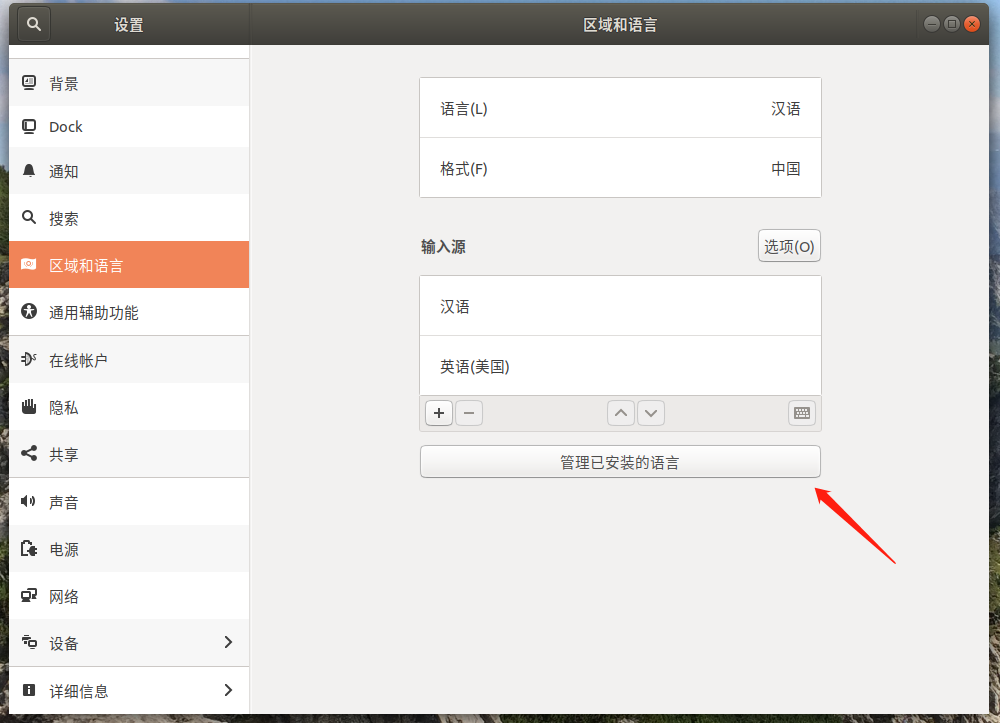 设置
区域和语言
背景
Dock
通知
搜索
区域和语言
通用辅助功能
在线帐户
隐私
共享
声音
电源
网络
设备
详细信息
语言(L) 汉语
格式(F) 中国
输入源 选项(O)
汉语
英语(美国)
管理已安装的语言